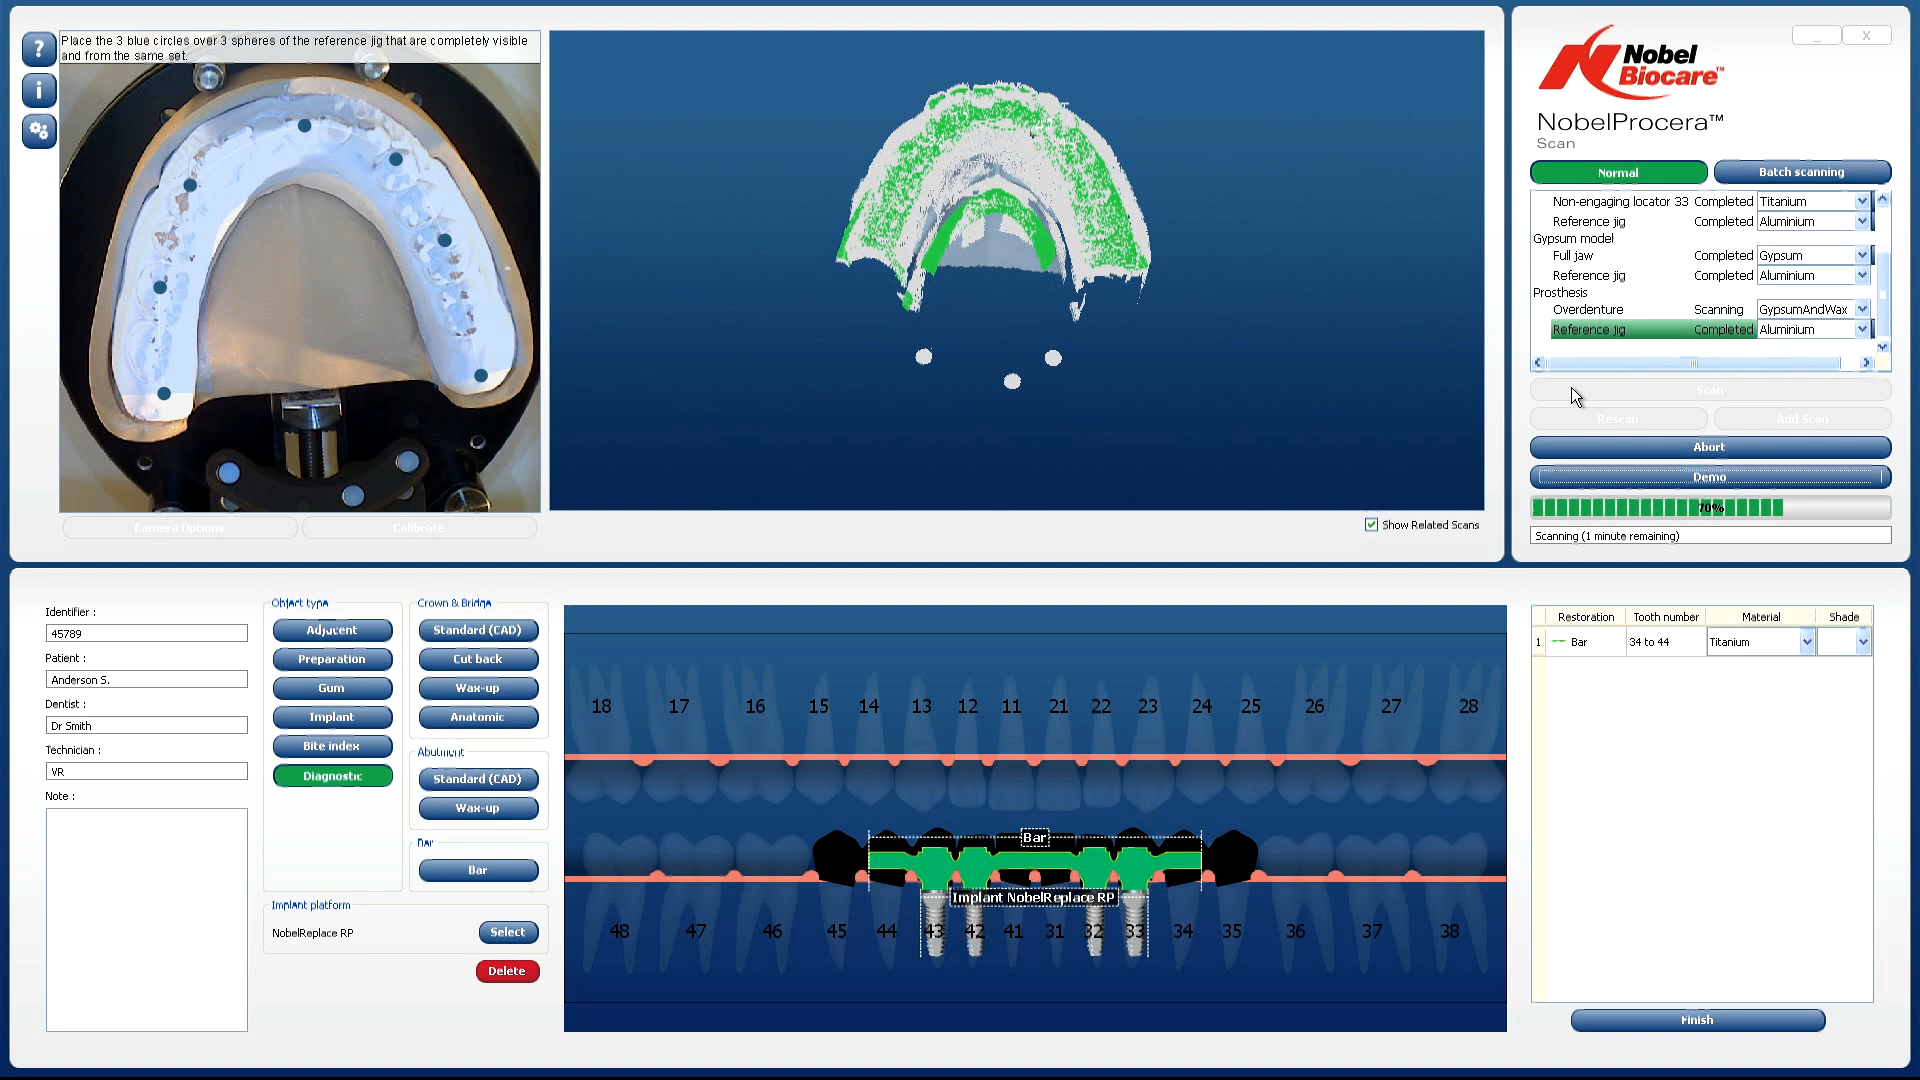 Place the 3 blue circles over 3 spheres of the reference jig that are completely visible
and from the same set.
?
i
Camera Options
Calibrate
Show Related Scans
Nobel
Biocare™
NobelProcera™
Scan
_
X
Normal
Batch scanning
Non-engaging locator 33 Completed Titanium
Reference jig Completed Aluminium
Gypsum model
Full jaw Completed Gypsum
Reference jig Completed Aluminium
Prosthesis
Overdenture Scanning GypsumAndWax
Reference jig Completed Aluminium
Scan
Rescan
Add Scan
Abort
Demo
70%
Scanning (1 minute remaining)
Identifier :
45789
Patient :
Anderson S.
Dentist :
Dr Smith
Technician :
VR
Note :
Object type
Adjacent
Preparation
Gum
Implant
Bite index
Diagnostic
Crown & Bridge
Standard (CAD)
Cut back
Wax-up
Anatomic
Abutment
Standard (CAD)
Wax-up
Bar
Bar
Implant platform
NobelReplace RP
Select
Delete
18 17 16 15 14 13 12 11 21 22 23 24 25 26 27 28
Bar
Implant NobelReplace RP
48 47 46 45 44 43 42 41 31 32 33 34 35 36 37 38
Restoration Tooth number Material Shade
1 Bar 34 to 44 Titanium
Finish